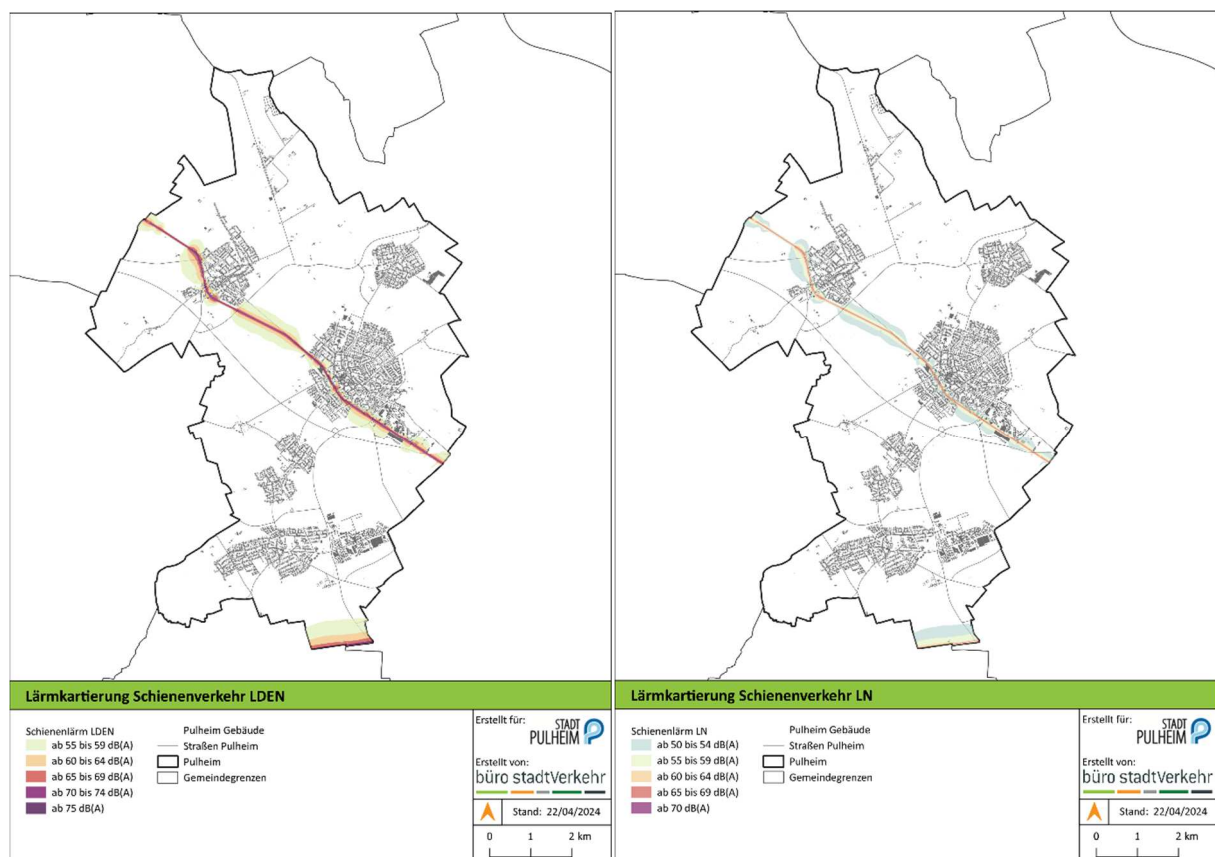 Lärmkartierung Schienenverkehr LDEN
Schienenlärm LDEN
ab 55 bis 59 dB(A)
ab 60 bis 64 dB(A)
ab 65 bis 69 dB(A)
ab 70 bis 74 dB(A)
ab 75 dB(A)
Pulheim Gebäude
Straßen Pulheim
Pulheim
Gemeindegrenzen
Erstellt für:
STADT
PULHEIM
Erstellt von:
büro stadtVerkehr
Stand: 22/04/2024
0 1 2 km
Lärmkartierung Schienenverkehr LN
Schienenlärm LN
ab 50 bis 54 dB(A)
ab 55 bis 59 dB(A)
ab 60 bis 64 dB(A)
ab 65 bis 69 dB(A)
ab 70 dB(A)
Pulheim Gebäude
Straßen Pulheim
Pulheim
Gemeindegrenzen
Erstellt für:
STADT
PULHEIM
Erstellt von:
büro stadtVerkehr
Stand: 22/04/2024
0 1 2 km